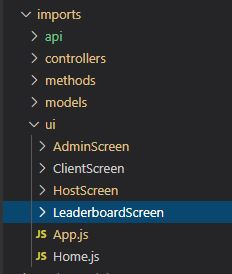 imports
api
controllers
methods
models
ui
AdminScreen
ClientScreen
HostScreen
LeaderboardScreen
JS App.js
JS Home.js